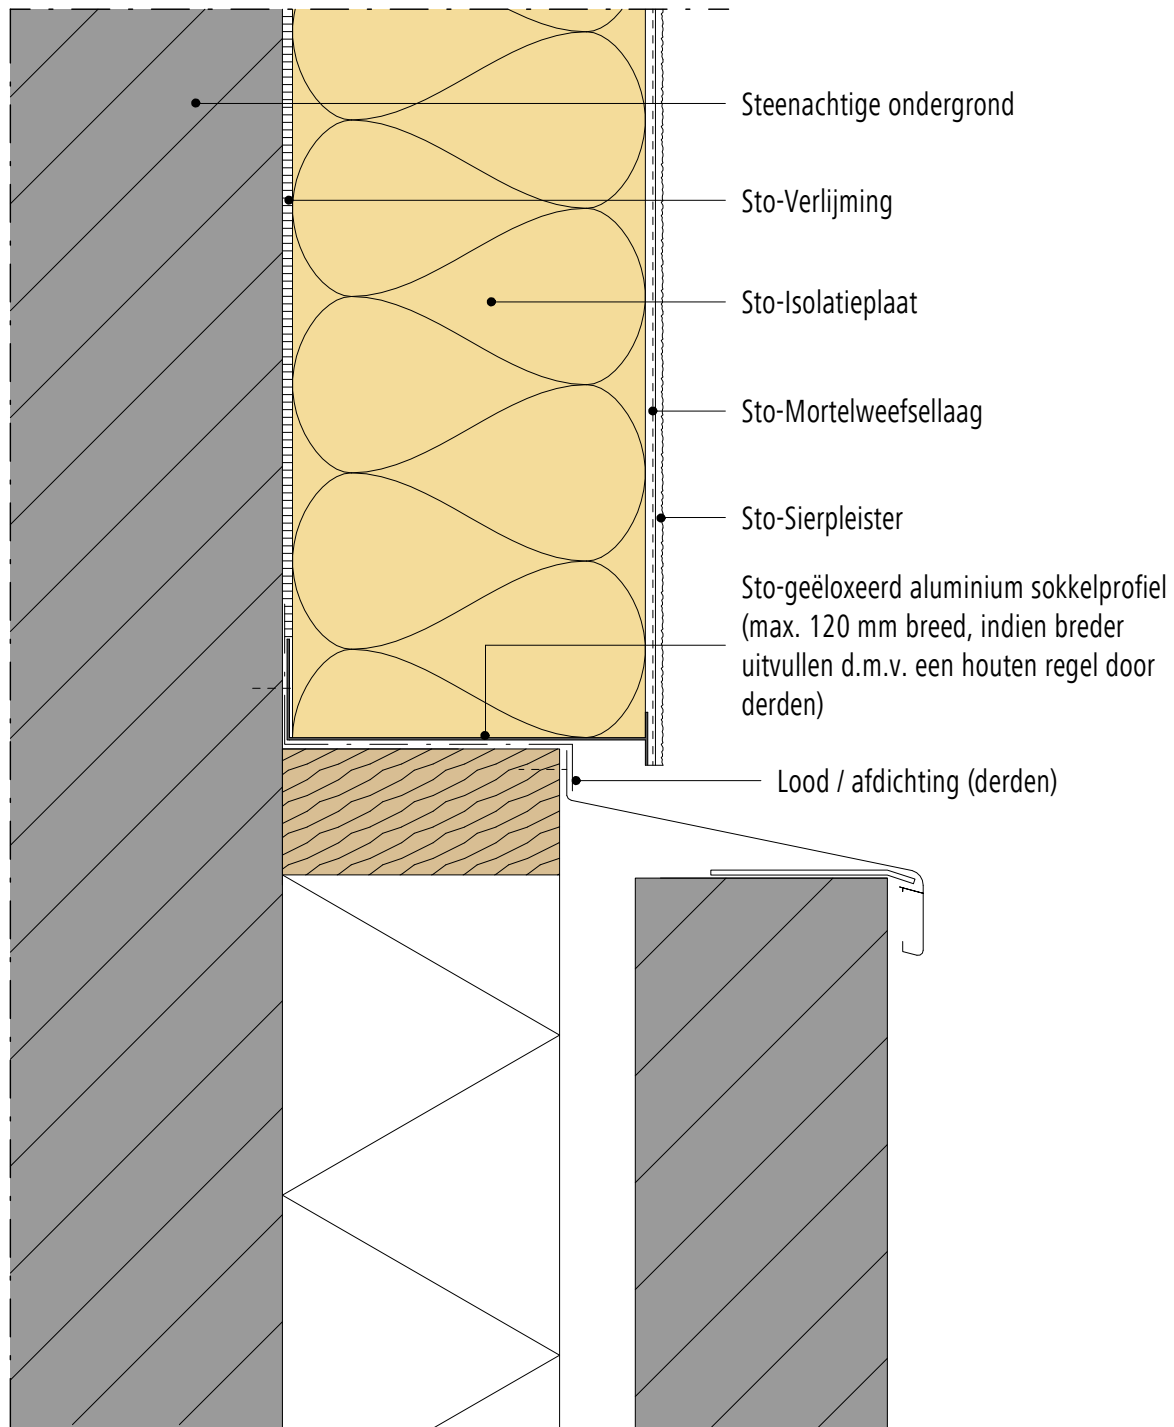 Steenachtige ondergrond
Sto-Verlijming
Sto-Isolatieplaat
Sto-Mortelweefsellaag
Sto-Sierpleister
Sto-geëloxeerd aluminium sokkelprofiel
(max. 120 mm breed, indien breder
uitvullen d.m.v. een houten regel door
derden)
Lood / afdichting (derden)